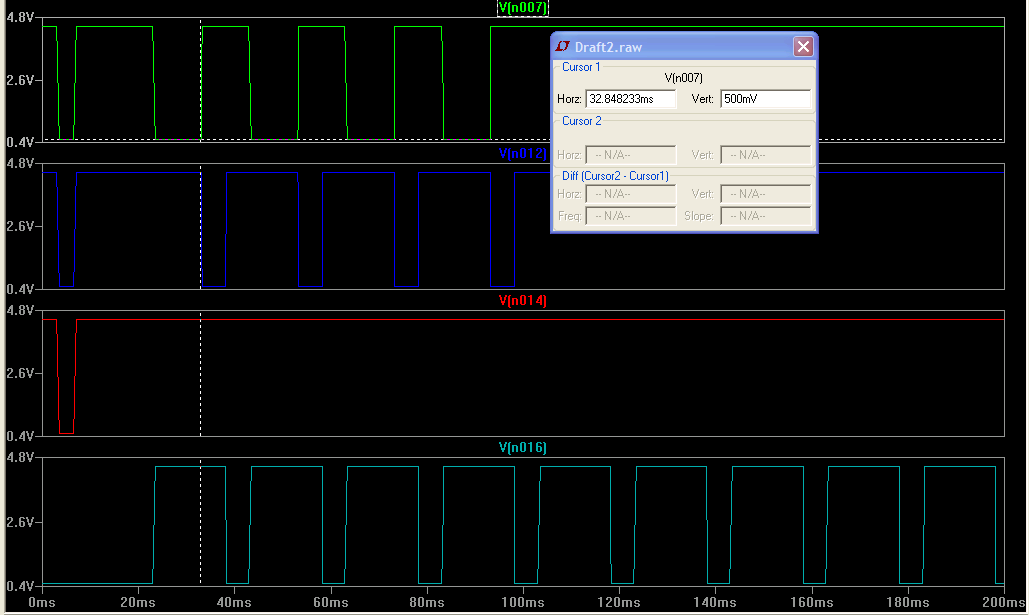 V(n007)
4.8V
2.6V
0.4V
Draft2.raw
Cursor 1
V(n007)
Horz: 32.848233ms Vert: 500mV
Cursor 2
Horz: -- N/A-- Vert: -- N/A--
Diff (Cursor2 - Cursor1)
Horz: -- N/A-- Vert: -- N/A--
Freq: -- N/A-- Slope: -- N/A--
V(n012)
4.8V
2.6V
0.4V
V(n014)
4.8V
2.6V
0.4V
V(n016)
4.8V
2.6V
0.4V
0ms 20ms 40ms 60ms 80ms 100ms 120ms 140ms 160ms 180ms 200ms